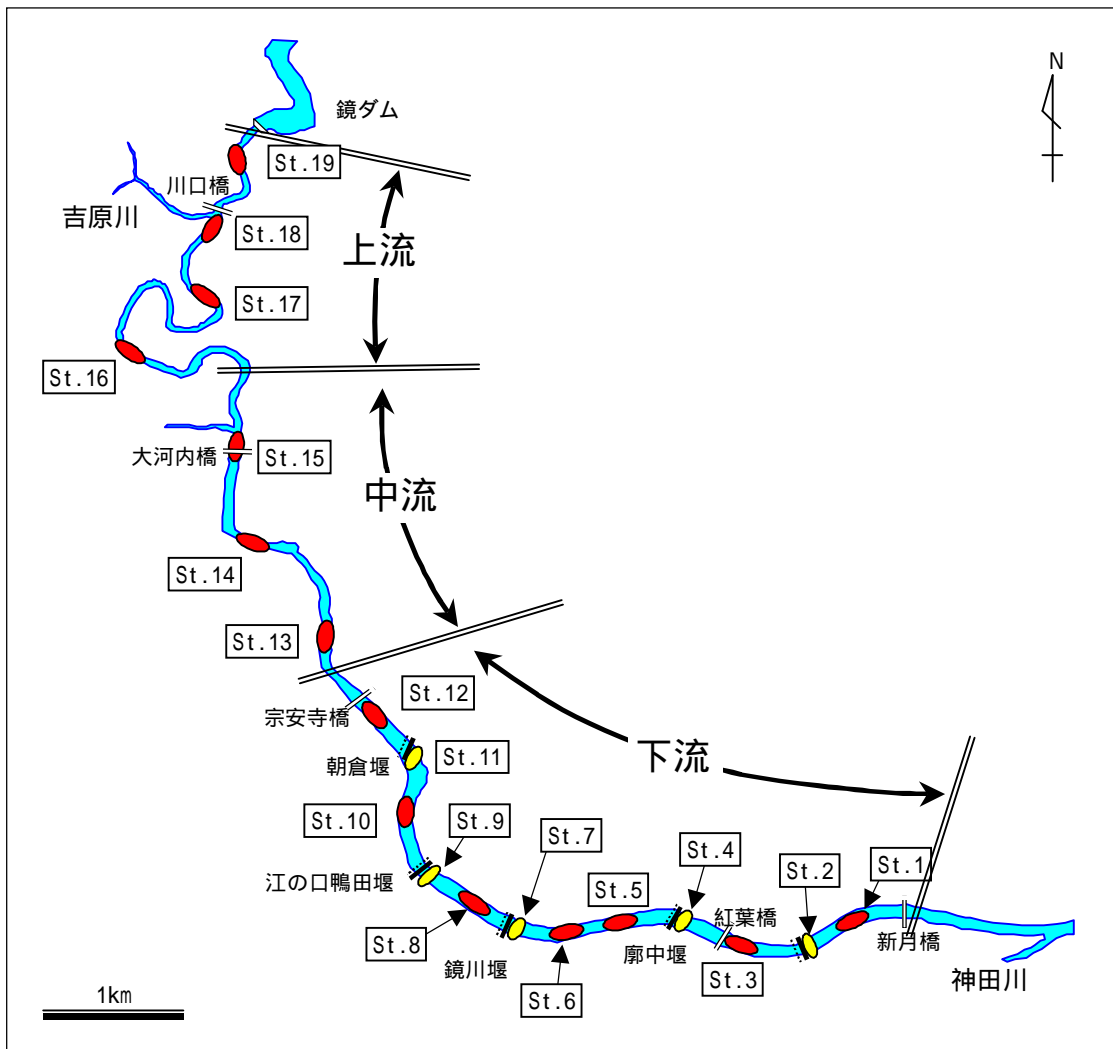 N
鏡ダム
St.19
川口橋
吉原川
St.18
上流
St.17
St.16
大河内橋
St.15
中流
St.14
St.13
St.12
宗安寺橋
St.11
朝倉堰
下流
St.10
St.9
St.7
St.4
St.2
St.1
江の口鴨田堰
St.5
紅葉橋
St.8
鏡川堰
廓中堰
新月橋
St.6
St.3
神田川
1km